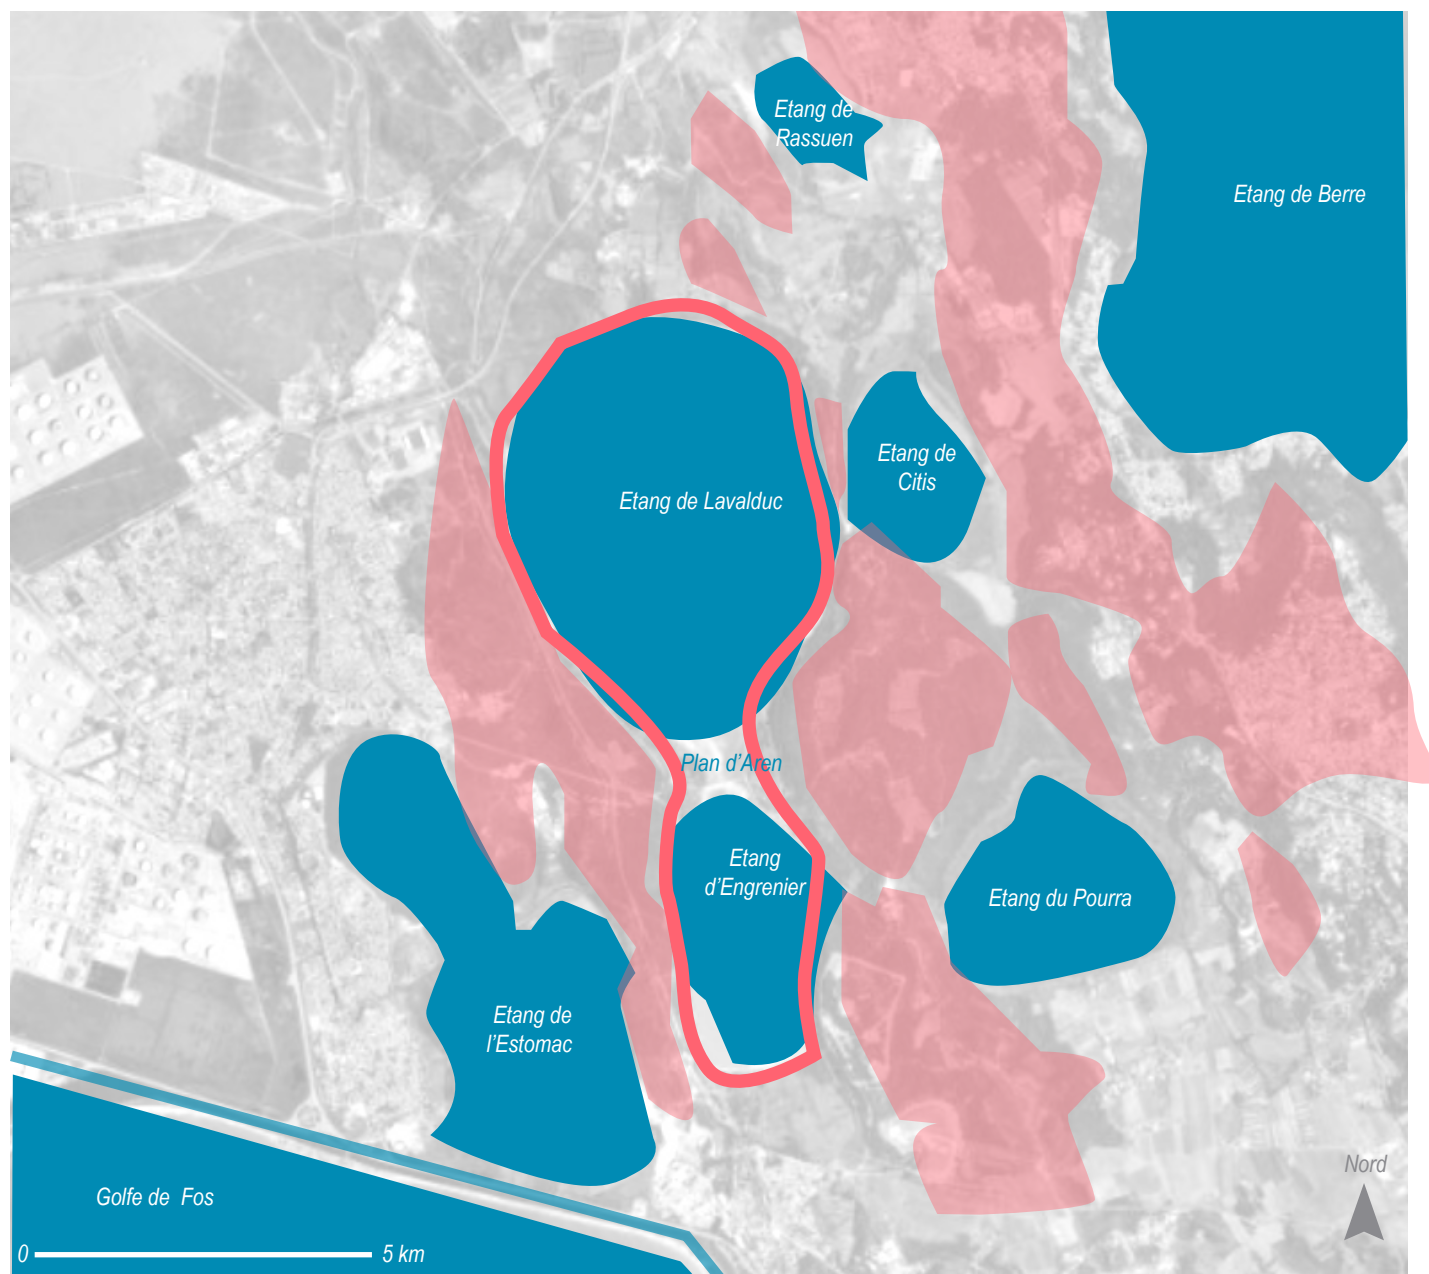 Etang de
Rassuen
Etang de Berre
Etang de
Citis
Etang de Lavalduc
Plan d’Aren
Etang
d’Engrenier
Etang du Pourra
Etang de
l’Estomac
Nord
Golfe de Fos
0 5 km